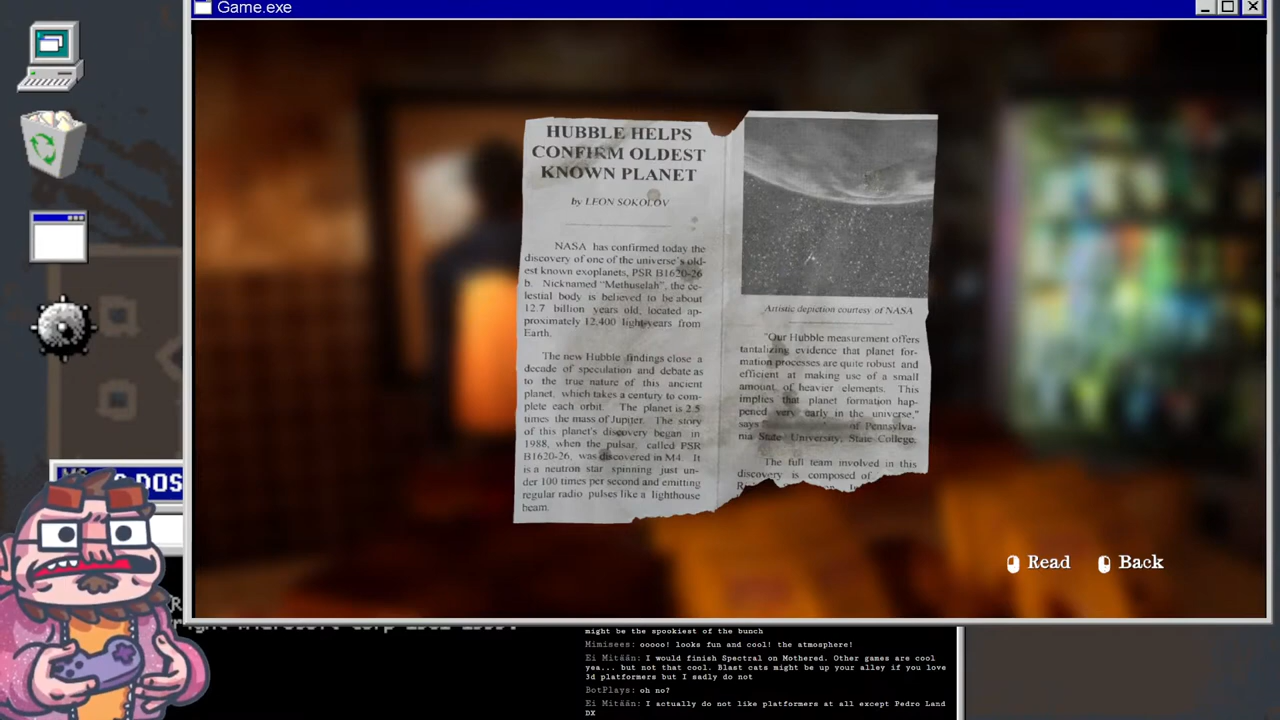 Game.exe
HUBBLE HELPS
CONFIRM OLDEST
KNOWN PLANET
by LEON SOKOLOV
NASA has confirmed today the
discovery of one of the universe's old-
est known exoplanets, PSR B1620-26
b. Nicknamed "Methuselah", the ce-
lestial body is believed to be about
12.7 billion years old, located ap-
proximately 12,400 light-years from
Earth.
The new Hubble findings close a
decade of speculation and debate as
to the true nature of this ancient
planet, which takes a century to com-
plete each orbit. The planet is 2.5
times the mass of Jupiter. The story
of this planet's discovery began in
1988, when the pulsar, called PSR
B1620-26, was discovered in M4. It
is a neutron star spinning just un-
der 100 times per second and emitting
regular radio pulses like a lighthouse
beam.
Artistic depiction courtesy of NASA
"Our Hubble measurement offers
tantalizing evidence that planet for-
mation processes are quite robust and
efficient at making use of a small
amount of heavier elements. This
implies that planet formation hap-
pened very early in the universe,"
says of Pennsylva-
nia State University, State College.
The full team involved in this
discovery is composed of
Read Back
DOS
might be the spookiest of the bunch
Mimisees: ooooo! looks fun and cool! the atmosphere!
Ei Mitään: I would finish Spectral on Mothered. Other games are cool
yea... but not that cool. Blast cats might be up your alley if you love
3d platformers but I sadly do not
BotPlays: oh no?
Ei Mitään: I actually do not like platformers at all except Pedro Land
DX